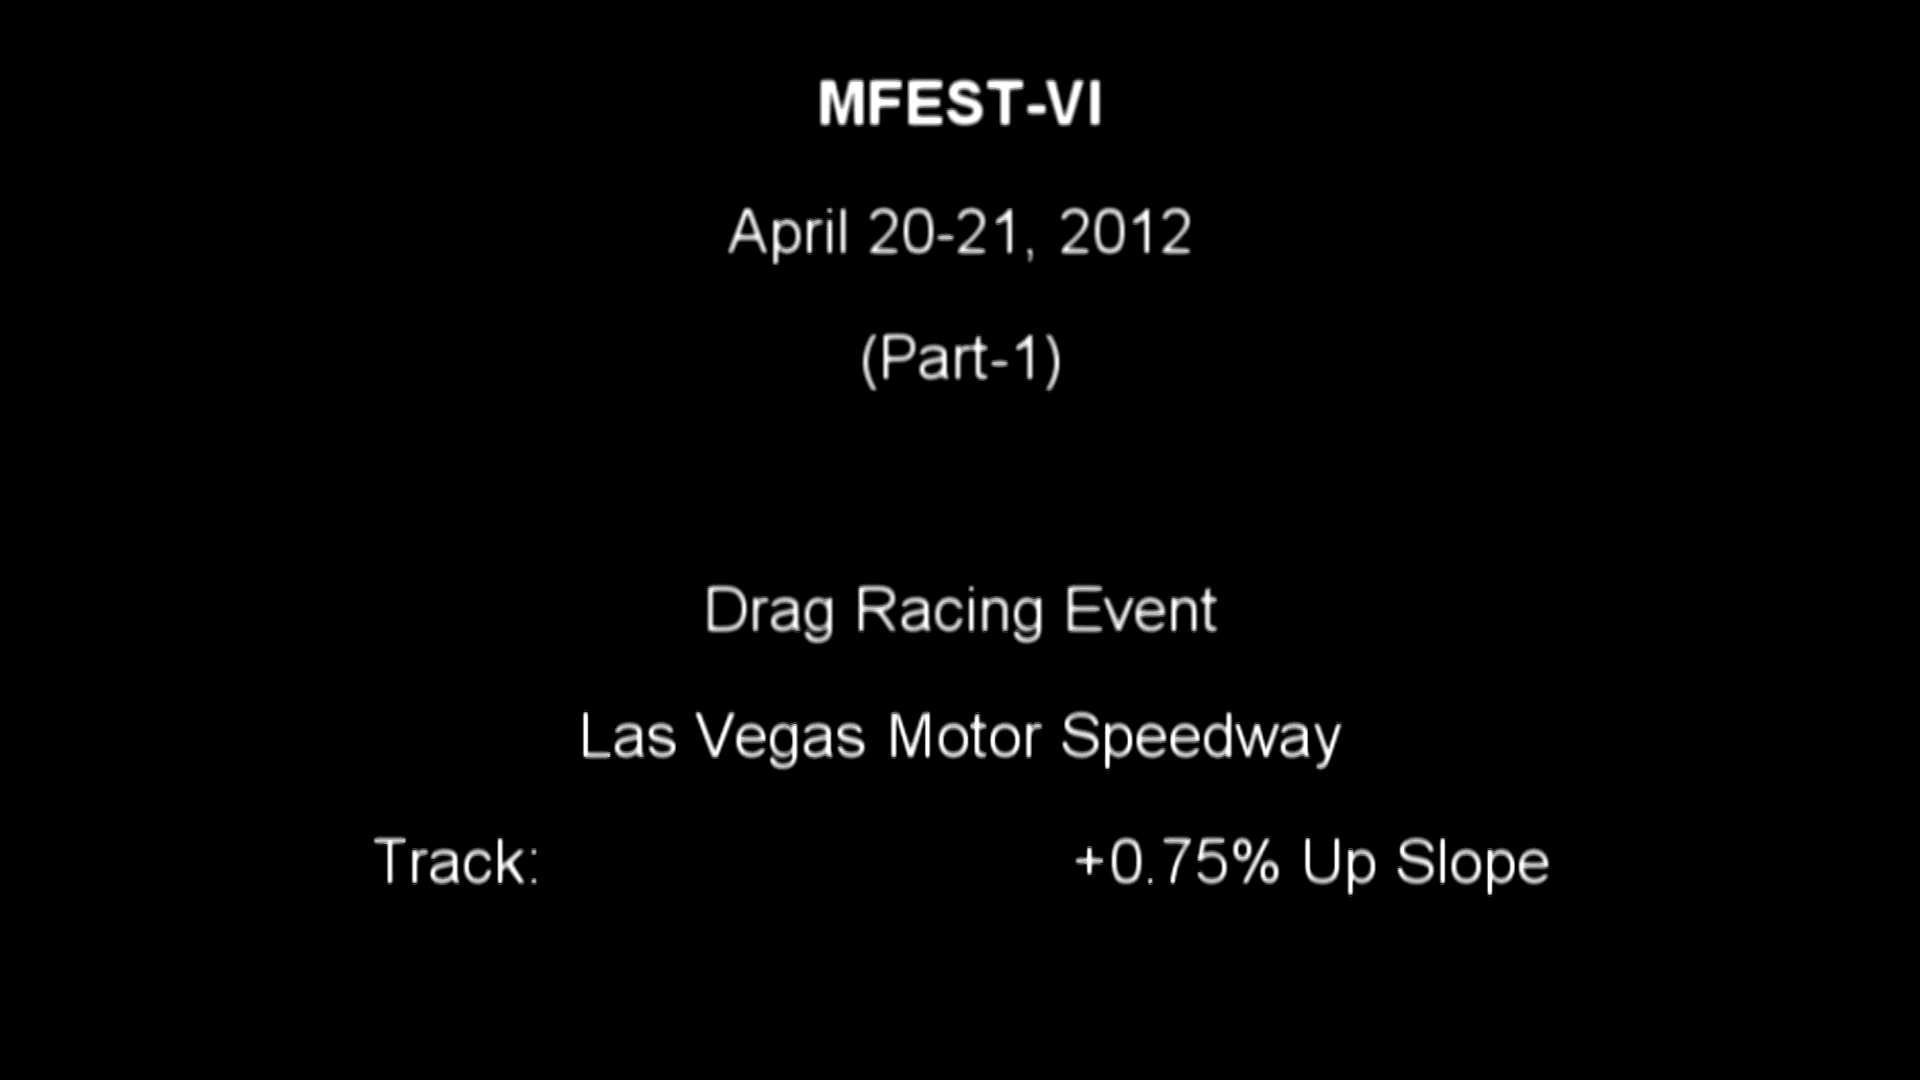 MFEST-VI
April 20-21, 2012
(Part-1)
Drag Racing Event
Las Vegas Motor Speedway
Track: +0.75% Up Slope